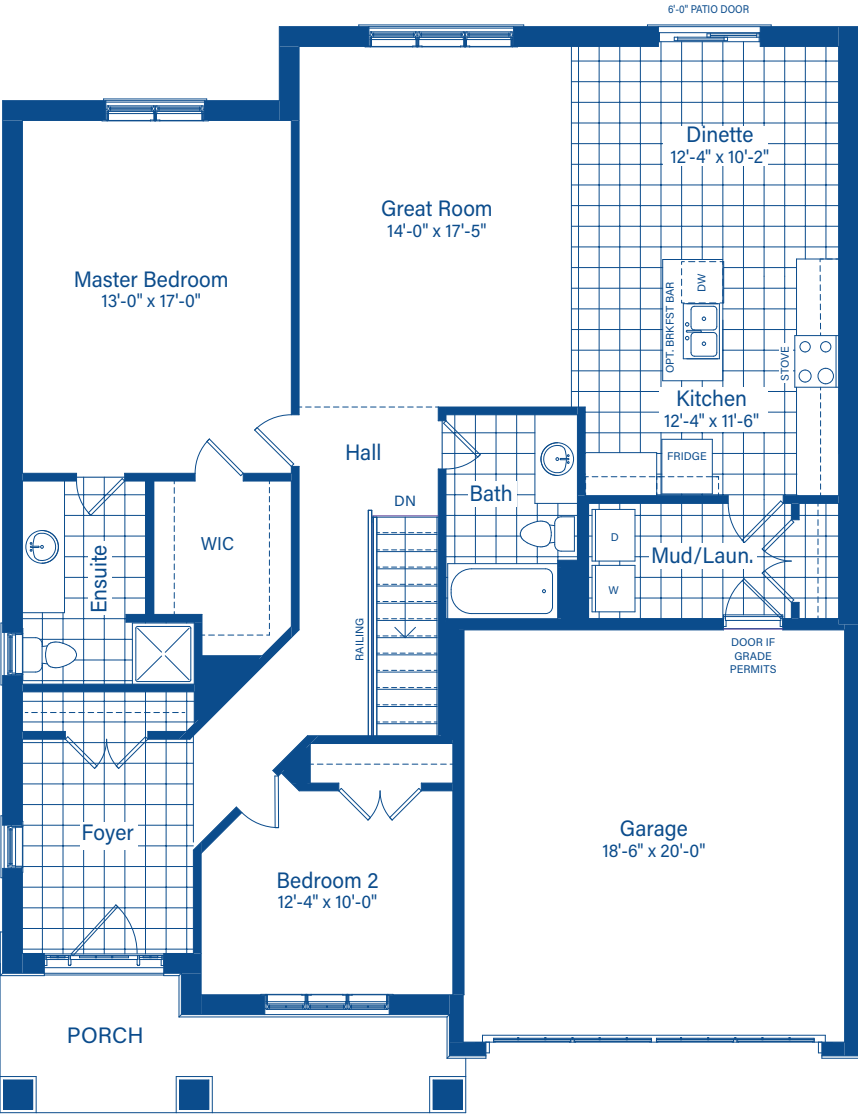 6'-0" PATIO DOOR
Dinette
12'-4" x 10'-2"
Great Room
14'-0" x 17'-5"
Master Bedroom
13'-0" x 17'-0"
DW
OPT. BRKFST BAR
STOVE
Kitchen
12'-4" x 11'-6"
FRIDGE
Hall
Bath
DN
WIC
Ensuite
D
Mud/Laun.
W
RAILING
DOOR IF
GRADE
PERMITS
Foyer
Garage
18'-6" x 20'-0"
Bedroom 2
12'-4" x 10'-0"
PORCH